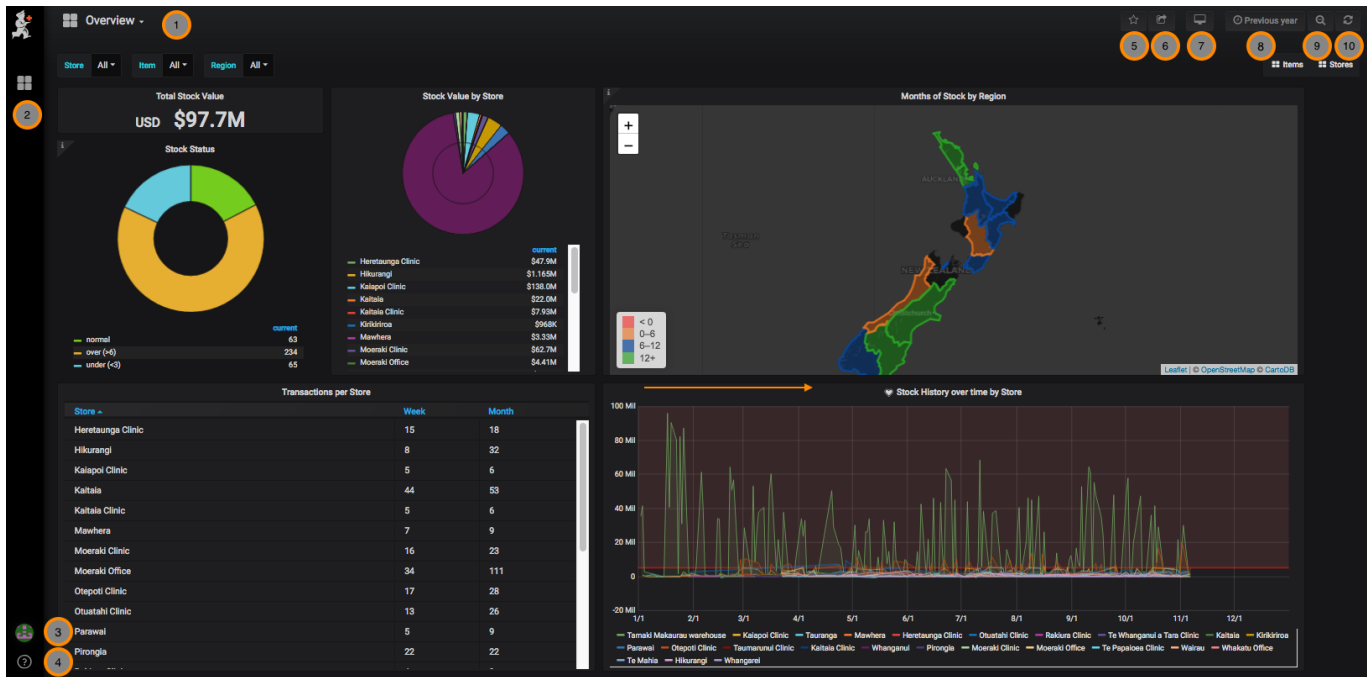 Overview
1
Previous year
5
6
7
8
9
10
Store All Item All Region All
Items Stores
2
Total Stock Value
USD $97.7M
Stock Status
current
normal 63
over (>6) 234
under (<3) 65
Stock Value by Store
current
Heretaunga Clinic $47.9M
Hikurangi $1.165M
Kaiapoi Clinic $138.0M
Kaitaia $22.0M
Kaitaia Clinic $7.93M
Kirikiriroa $968K
Mawhera $3.33M
Moeraki Clinic $62.7M
Moeraki Office $4.41M
Months of Stock by Region
+
−
AUCKLAND
Tasman
Sea
NEW ZEALAND
< 0
0–6
6–12
12+
Leaflet | © OpenStreetMap © CartoDB
Transactions per Store
Store Week Month
Heretaunga Clinic 15 18
Hikurangi 8 32
Kaiapoi Clinic 5 6
Kaitaia 44 53
Kaitaia Clinic 5 6
Mawhera 7 9
Moeraki Clinic 16 23
Moeraki Office 34 111
Otepoti Clinic 17 28
Otuatahi Clinic 13 26
Parawai 5 9
Pirongia 22 22
3
4
?
Stock History over time by Store
100 Mil
80 Mil
60 Mil
40 Mil
20 Mil
0
-20 Mil
1/1 2/1 3/1 4/1 5/1 6/1 7/1 8/1 9/1 10/1 11/1 12/1
Tamaki Makaurau warehouse Kaiapoi Clinic Tauranga Mawhera Heretaunga Clinic Otuatahi Clinic Rakiura Clinic Te Whanganui a Tara Clinic Kaitaia Kirikiriroa
Parawai Otepoti Clinic Taumarunui Clinic Kaitaia Clinic Whanganui Pirongia Moeraki Clinic Moeraki Office Te Papaioea Clinic Wairau Whakatu Office
Te Mahia Hikurangi Whangarei